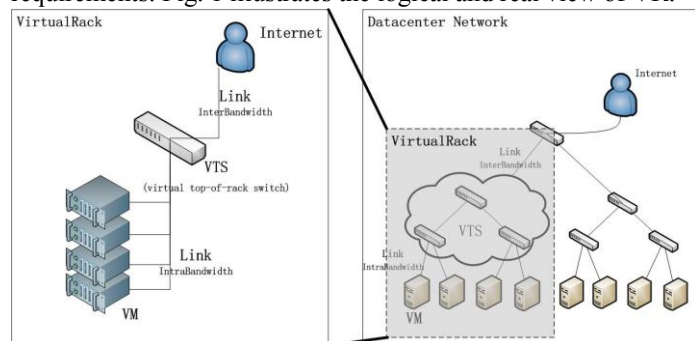 requirements. Fig. 1 illustrates the logical and real view of VR.
VirtualRack
Internet
Link
InterBandwidth
VTS
(virtual top-of-rack switch)
Link
IntraBandwidth
VM
Datacenter Network
Internet
VirtualRack
Link
InterBandwidth
VTS
Link
IntraBandwidth
VM